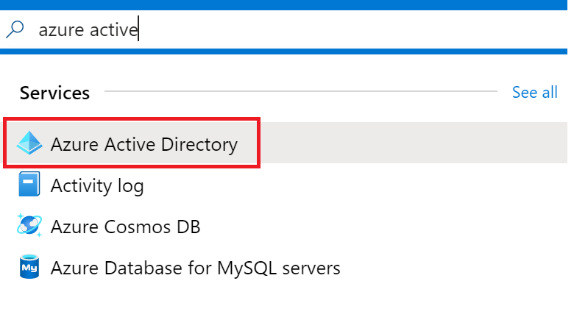 azure active
Services See all
Azure Active Directory
Activity log
Azure Cosmos DB
My Azure Database for MySQL servers